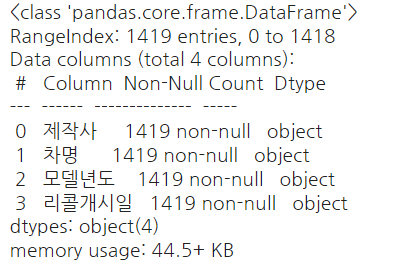 <class 'pandas.core.frame.DataFrame'>
RangeIndex: 1419 entries, 0 to 1418
Data columns (total 4 columns):
 #   Column  Non-Null Count  Dtype
---  ------  --------------  -----
 0   제작사     1419 non-null   object
 1   차명      1419 non-null   object
 2   모델년도    1419 non-null   object
 3   리콜개시일   1419 non-null   object
dtypes: object(4)
memory usage: 44.5+ KB